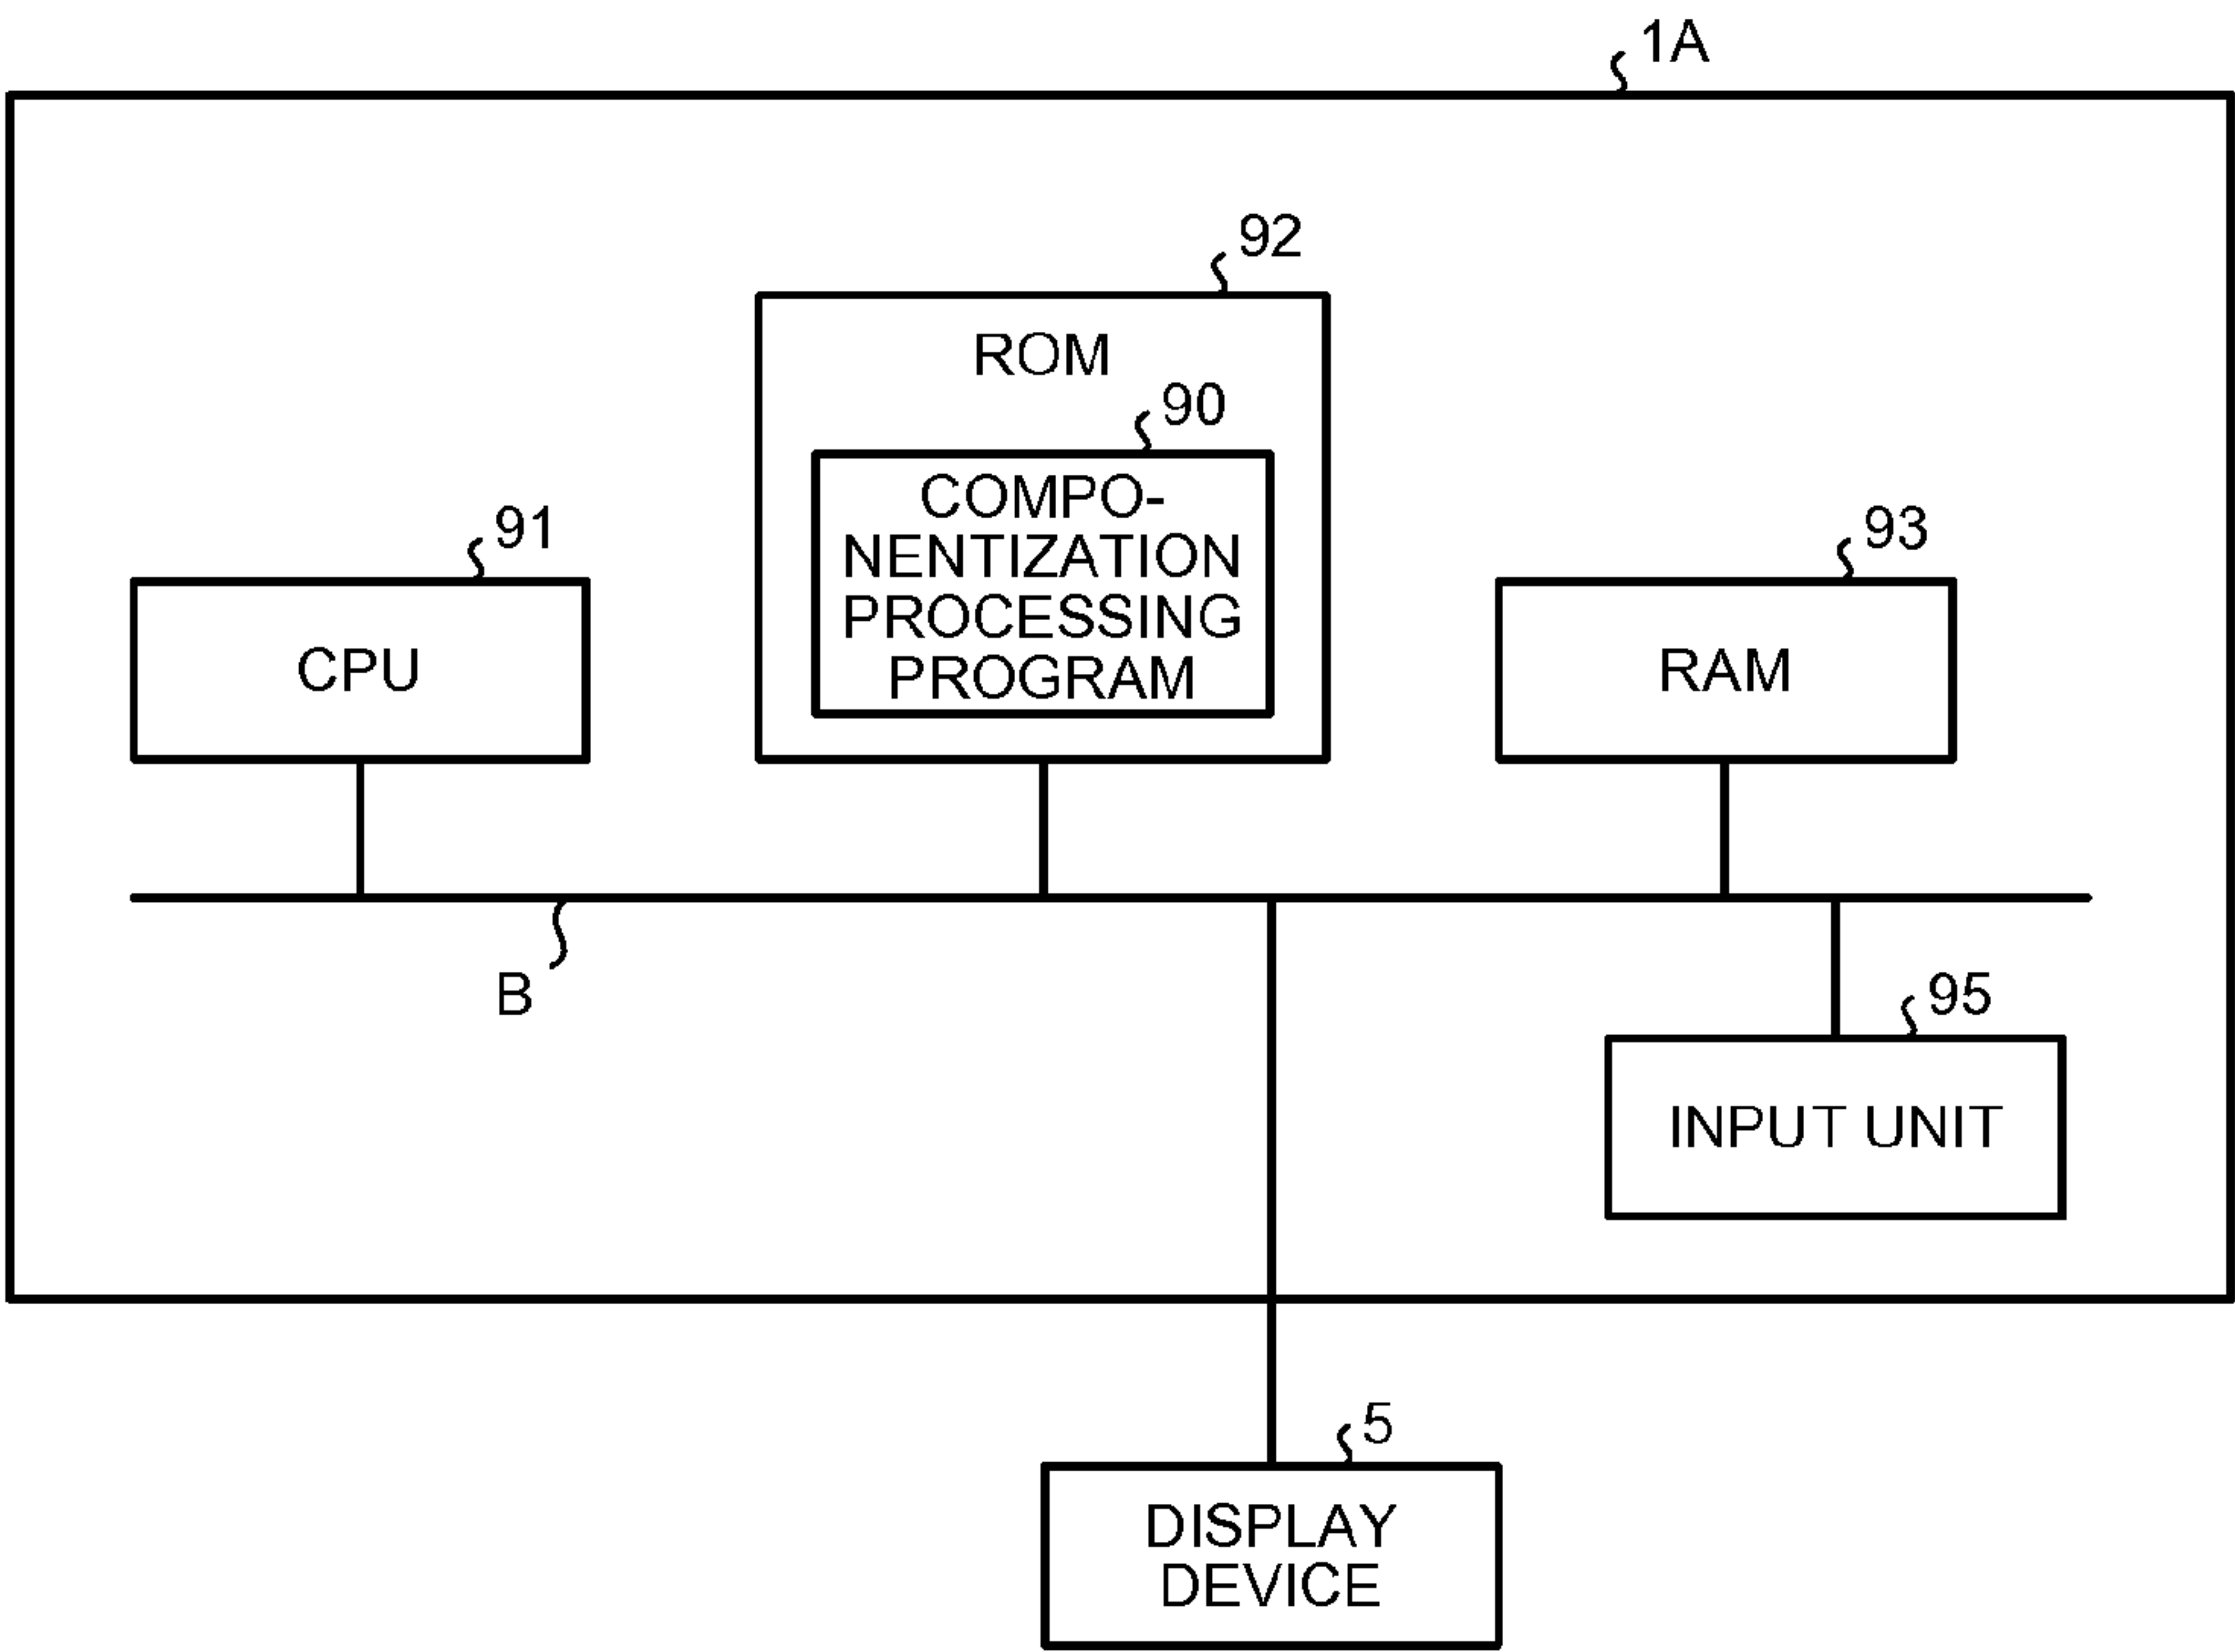 1A
92
ROM
90
COMPO-
NENTIZATION
PROCESSING
PROGRAM
91
CPU
93
RAM
B
95
INPUT UNIT
5
DISPLAY
DEVICE